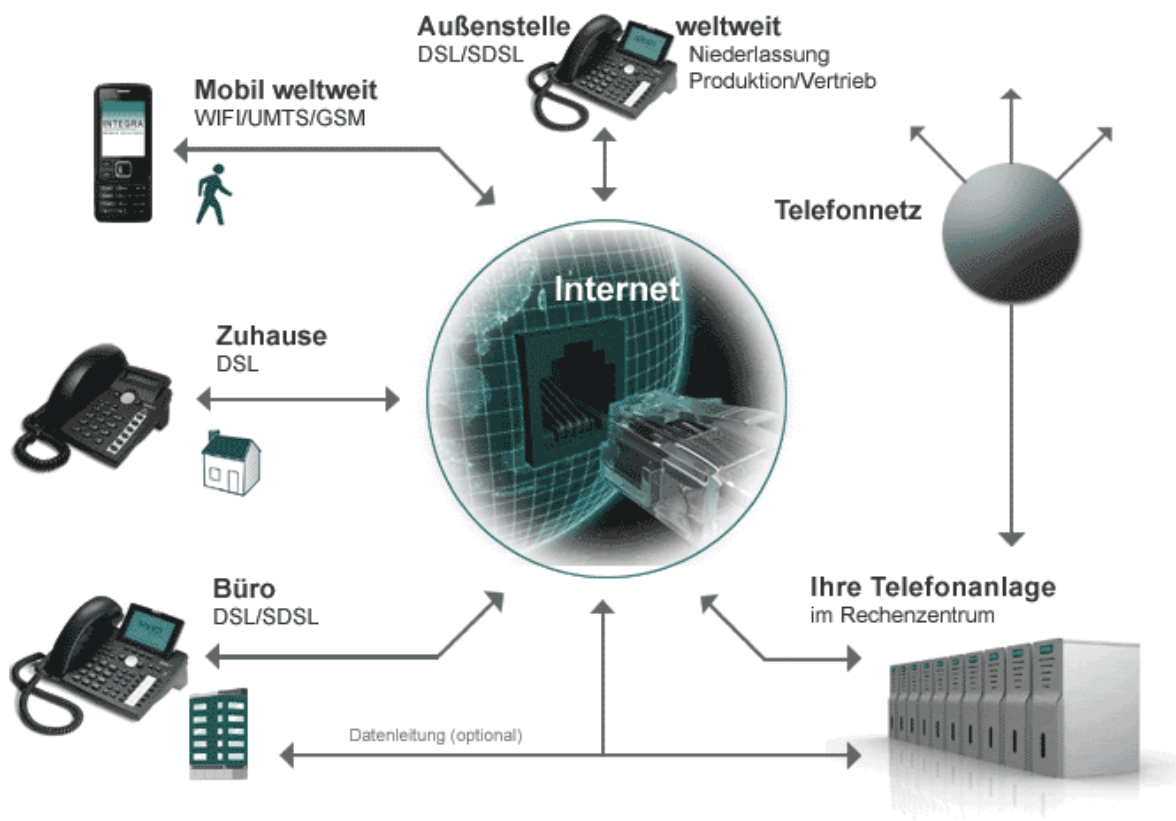 Außenstelle weltweit
DSL/SDSL Niederlassung
Produktion/Vertrieb
Mobil weltweit
WIFI/UMTS/GSM
INTEGRA
Telefonnetz
Internet
Zuhause
DSL
Büro
DSL/SDSL
Ihre Telefonanlage
im Rechenzentrum
Datenleitung (optional)